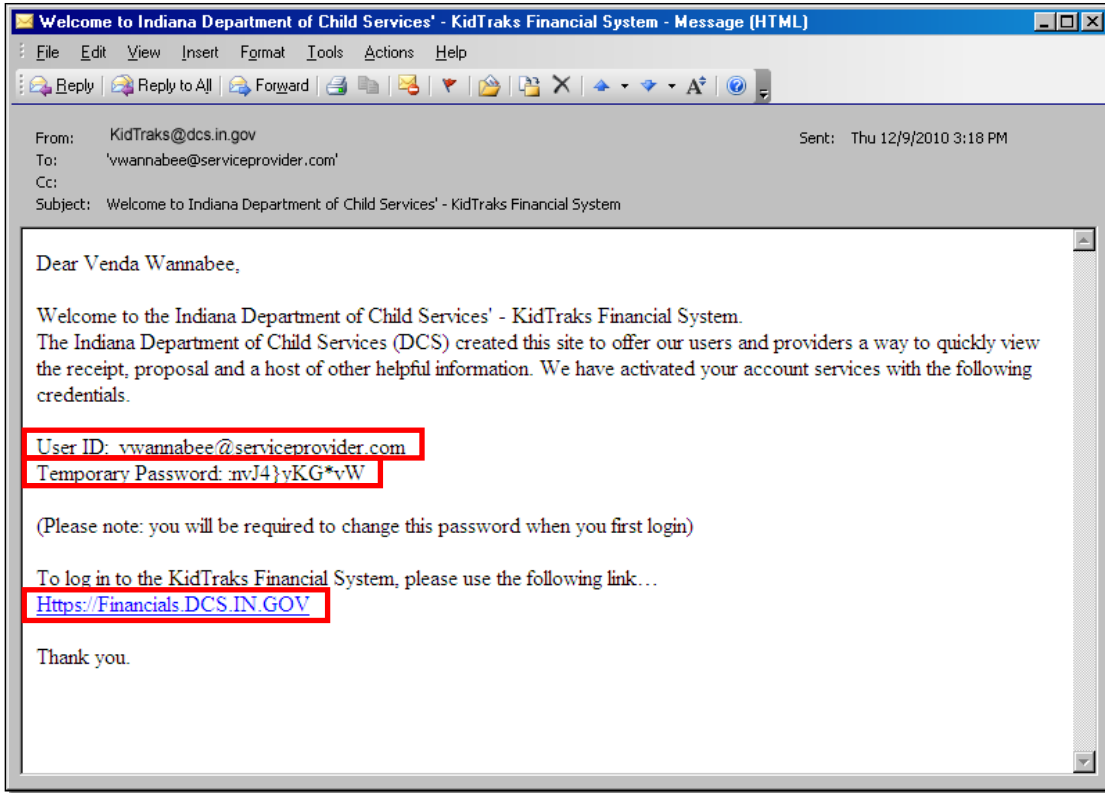 Welcome to Indiana Department of Child Services' - KidTraks Financial System - Message (HTML)
File Edit View Insert Format Tools Actions Help
Reply Reply to All Forward
From: KidTraks@dcs.in.gov Sent: Thu 12/9/2010 3:18 PM
To: 'vwannabee@serviceprovider.com'
Cc:
Subject: Welcome to Indiana Department of Child Services' - KidTraks Financial System
Dear Venda Wannabee,
Welcome to the Indiana Department of Child Services' - KidTraks Financial System.
The Indiana Department of Child Services (DCS) created this site to offer our users and providers a way to quickly view
the receipt, proposal and a host of other helpful information. We have activated your account services with the following
credentials.
User ID: vwannabee@serviceprovider.com
Temporary Password: :nvJ4}yKG*vW
(Please note: you will be required to change this password when you first login)
To log in to the KidTraks Financial System, please use the following link…
Https://Financials.DCS.IN.GOV
Thank you.